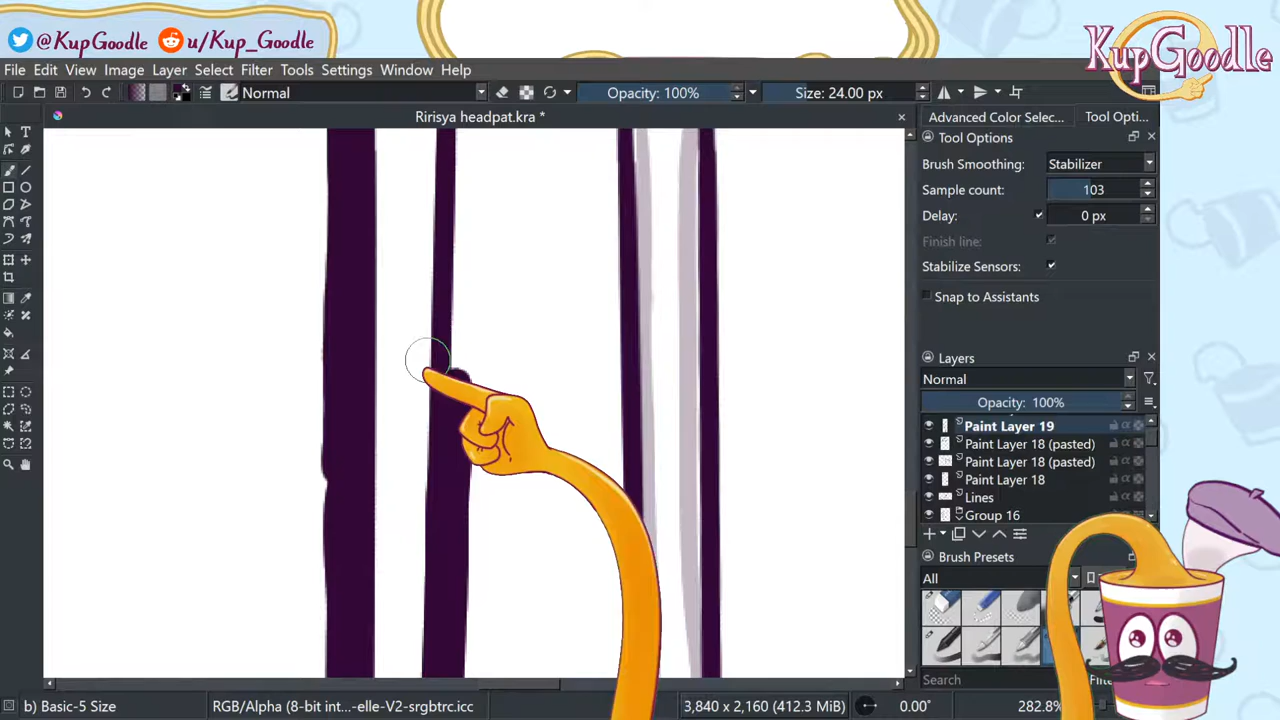 @KupGoodle u/Kup_Goodle
KupGoodle
File Edit View Image Layer Select Filter Tools Settings Window Help
Normal Opacity: 100% Size: 24.00 px
Ririsya headpat.kra *
Advanced Color Selec... Tool Opti...
Tool Options
Brush Smoothing: Stabilizer
Sample count: 103
Delay: 0 px
Finish line:
Stabilize Sensors:
Snap to Assistants
Layers
Normal
Opacity: 100%
Paint Layer 19
Paint Layer 18 (pasted)
Paint Layer 18 (pasted)
Paint Layer 18
Lines
Group 16
Brush Presets
All
Search
b) Basic-5 Size RGB/Alpha (8-bit int...-elle-V2-srgbtrc.icc 3,840 x 2,160 (412.3 MiB) 0.00° 282.8%